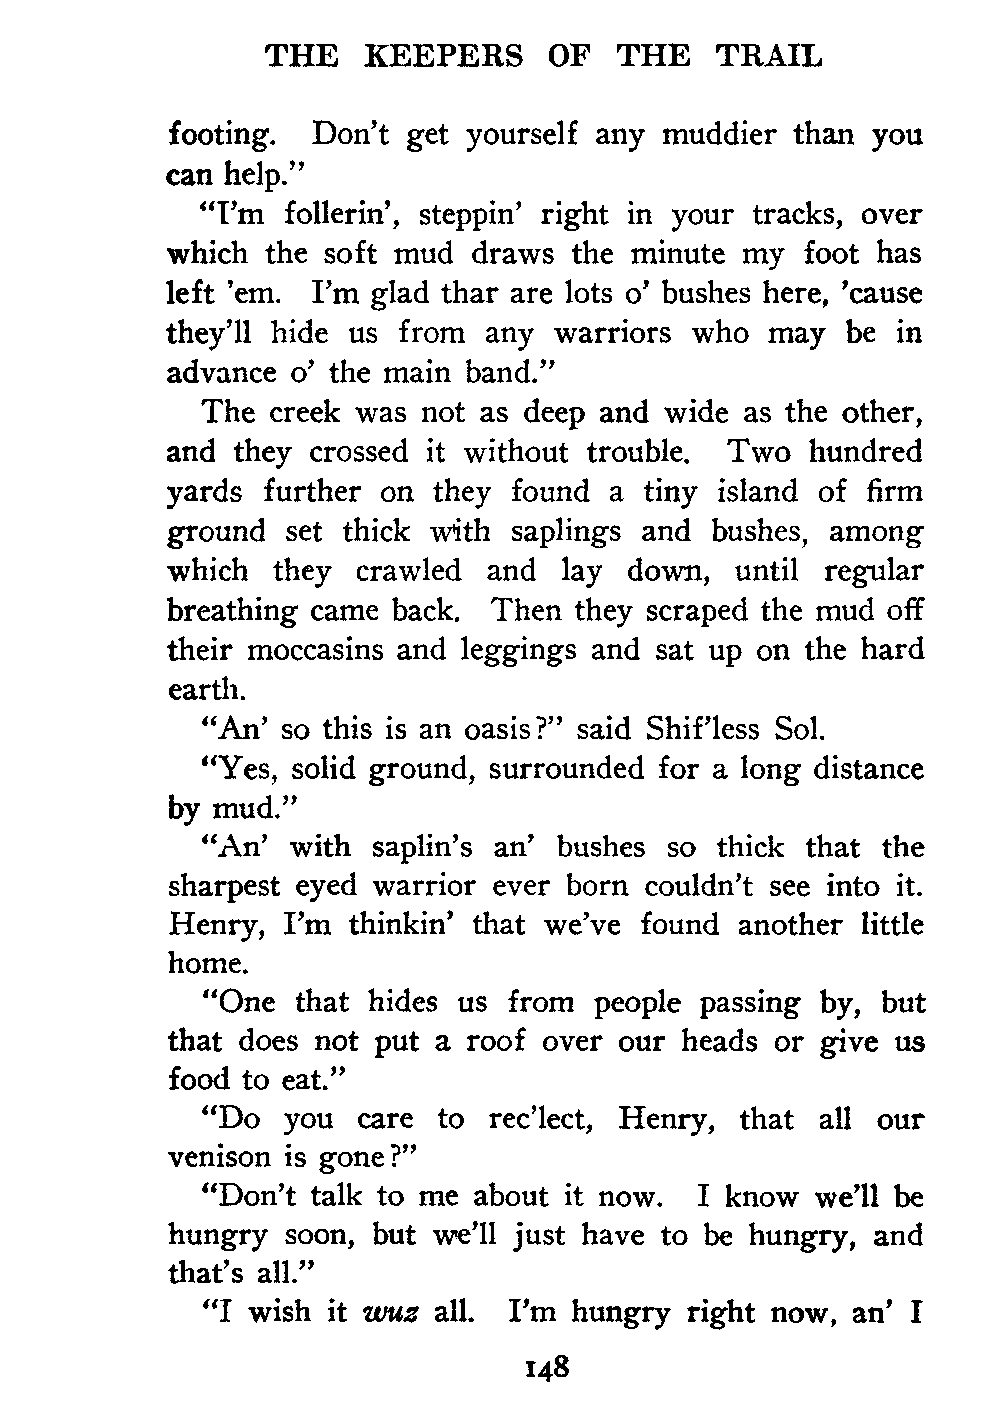 THE KEEPERS OF THE TRAIL
footing. Don't get yourself any muddier than you
can help."
"I'm follerin', steppin' right in your tracks, over
which the soft mud draws the minute my foot has
left 'em. I'm glad thar are lots o' bushes here, 'cause
they'll hide us from any warriors who may be in
advance o' the main band."
The creek was not as deep and wide as the other,
and they crossed it without trouble. Two hundred
yards further on they found a tiny island of firm
ground set thick with saplings and bushes, among
which they crawled and lay down, until regular
breathing came back. Then they scraped the mud off
their moccasins and leggings and sat up on the hard
earth.
"An' so this is an oasis?" said Shif'less Sol.
"Yes, solid ground, surrounded for a long distance
by mud."
"An' with saplin's an' bushes so thick that the
sharpest eyed warrior ever born couldn't see into it.
Henry, I'm thinkin' that we've found another little
home.
"One that hides us from people passing by, but
that does not put a roof over our heads or give us
food to eat."
"Do you care to rec'lect, Henry, that all our
venison is gone?"
"Don't talk to me about it now. I know we'll be
hungry soon, but we'll just have to be hungry, and
that's all."
"I wish it wuz all. I'm hungry right now, an' I
148